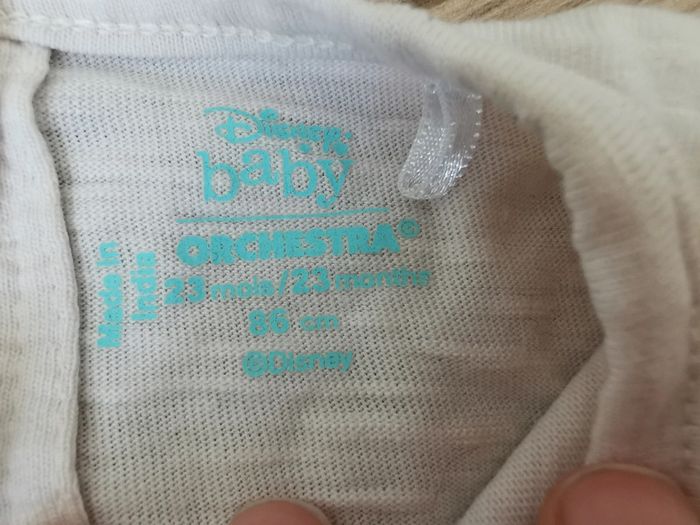 Disney
baby
ORCHESTRA®
23 mois / 23 months
86 cm
©Disney
Made in
India